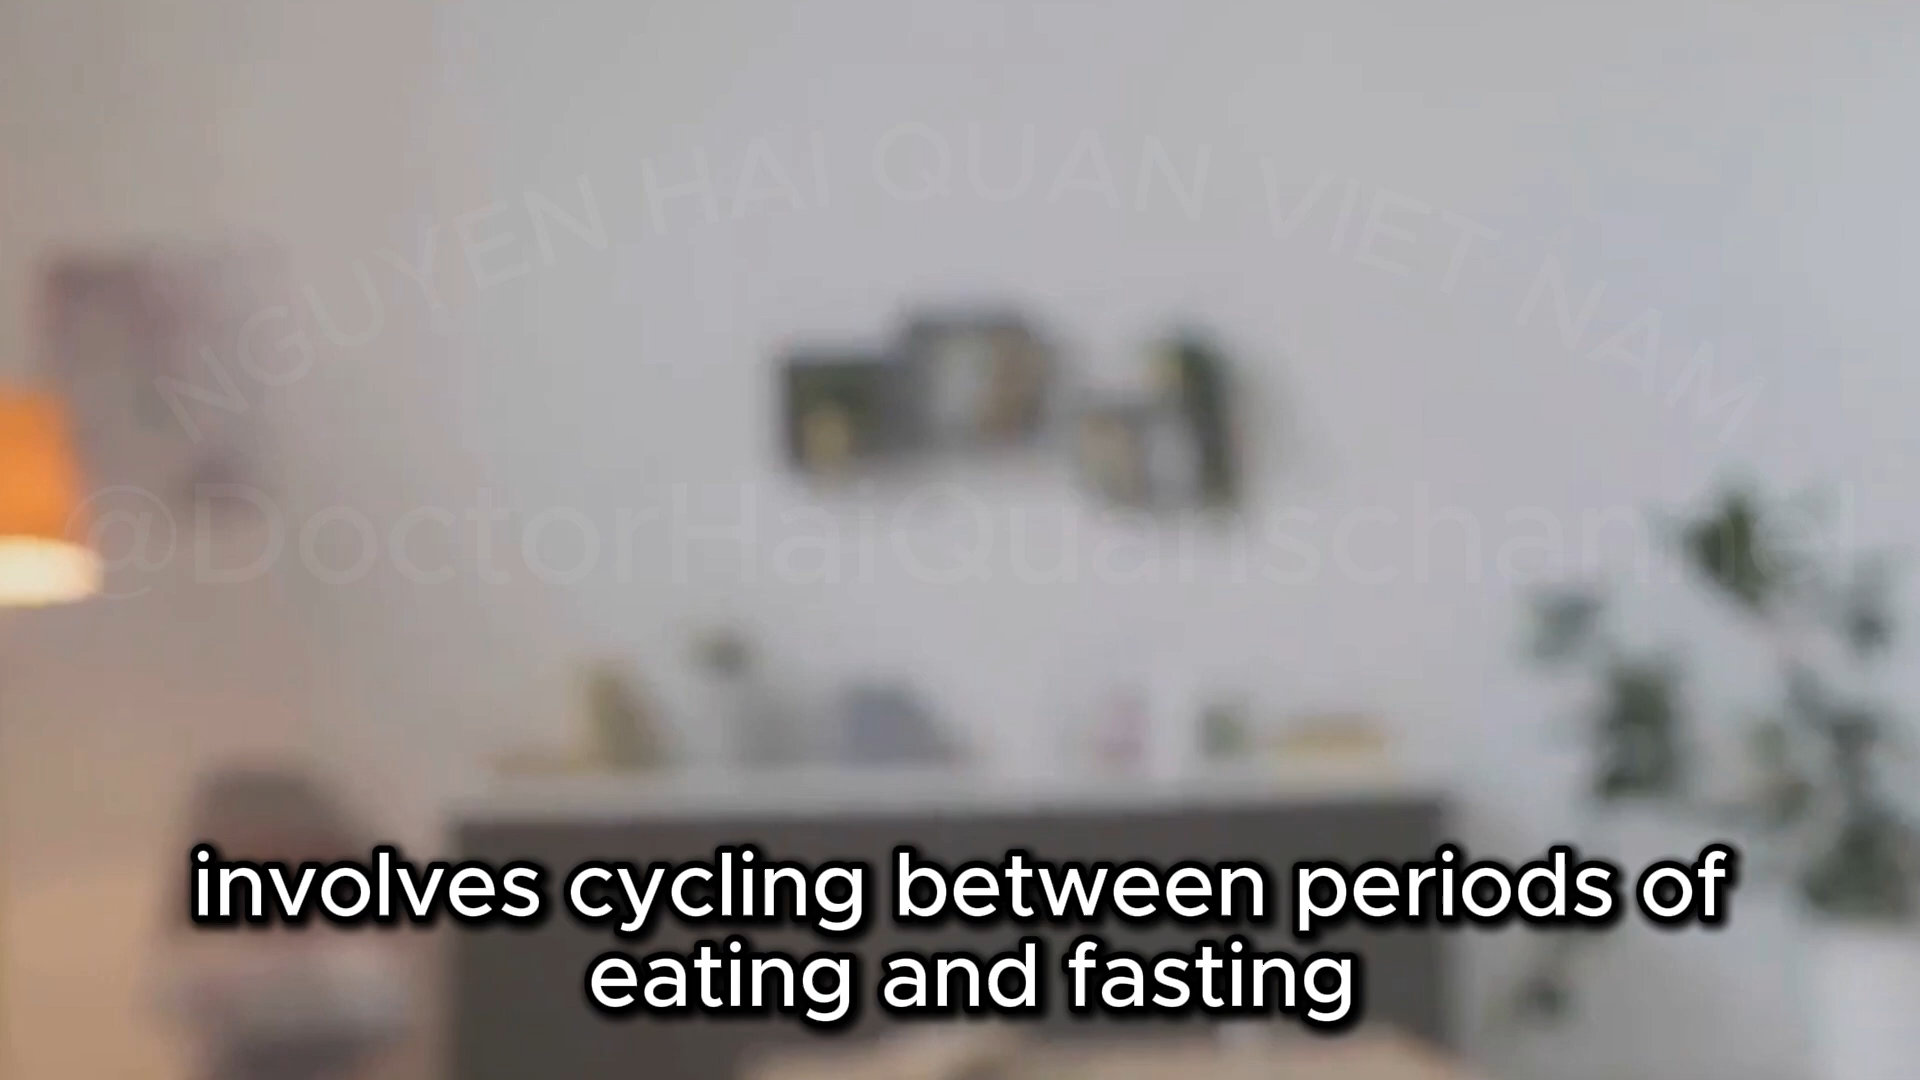 NGUYEN HAI QUAN VIET NAM
@DoctorHaiQuanschannel
involves cycling between periods of
eating and fasting